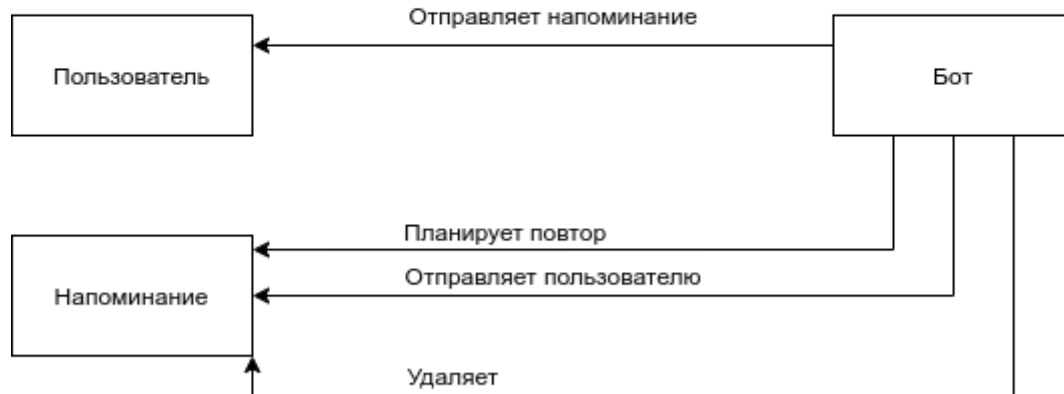 Отправляет напоминание
Пользователь
Бот
Планирует повтор
Отправляет пользователю
Напоминание
Удаляет